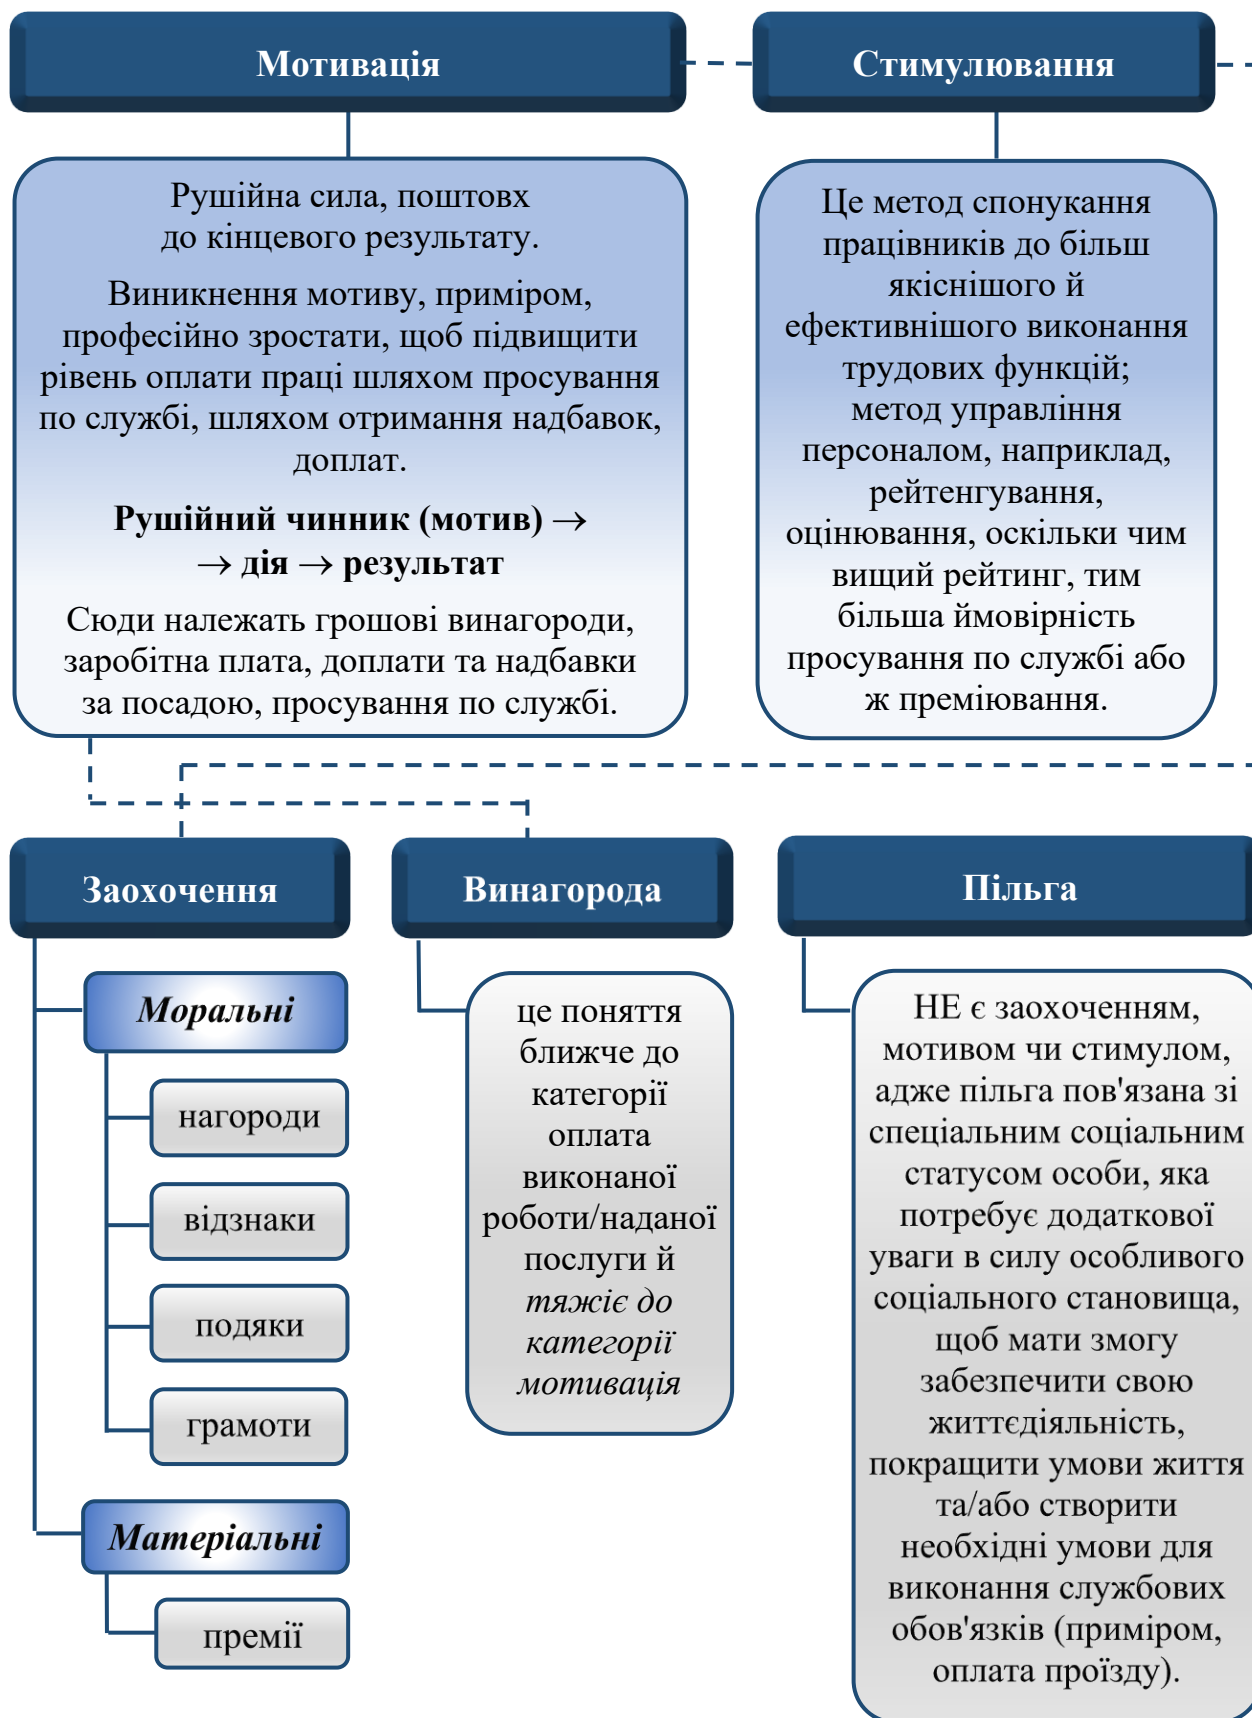 Мотивація
Стимулювання
Рушійна сила, поштовх
до кінцевого результату.
Виникнення мотиву, приміром,
професійно зростати, щоб підвищити
рівень оплати праці шляхом просування
по службі, шляхом отримання надбавок,
доплат.
Рушійний чинник (мотив) →
→ дія → результат
Сюди належать грошові винагороди,
заробітна плата, доплати та надбавки
за посадою, просування по службі.
Це метод спонукання
працівників до більш
якіснішого й
ефективнішого виконання
трудових функцій;
метод управління
персоналом, наприклад,
рейтенгування,
оцінювання, оскільки чим
вищий рейтинг, тим
більша ймовірність
просування по службі або
ж преміювання.
Заохочення
Моральні
нагороди
відзнаки
подяки
грамоти
Матеріальні
премії
Винагорода
це поняття
ближче до
категорії
оплата
виконаної
роботи/наданої
послуги й
тяжіє до
категорії
мотивація
Пільга
НЕ є заохоченням,
мотивом чи стимулом,
адже пільга пов'язана зі
спеціальним соціальним
статусом особи, яка
потребує додаткової
уваги в силу особливого
соціального становища,
щоб мати змогу
забезпечити свою
життєдіяльність,
покращити умови життя
та/або створити
необхідні умови для
виконання службових
обов'язків (приміром,
оплата проїзду).